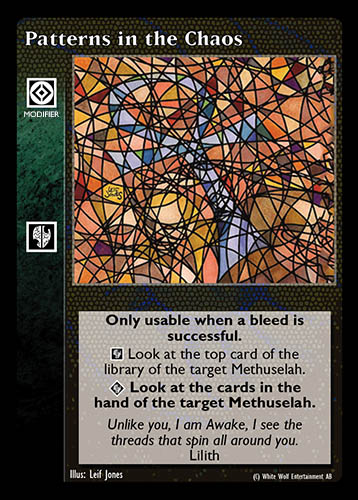 Patterns in the Chaos
MODIFIER
Only usable when a bleed is
successful.
Look at the top card of the
library of the target Methuselah.
Look at the cards in the
hand of the target Methuselah.
Unlike you, I am Awake, I see the
threads that spin all around you.
Lilith
Illus: Leif Jones
(C) White Wolf Entertainment AB